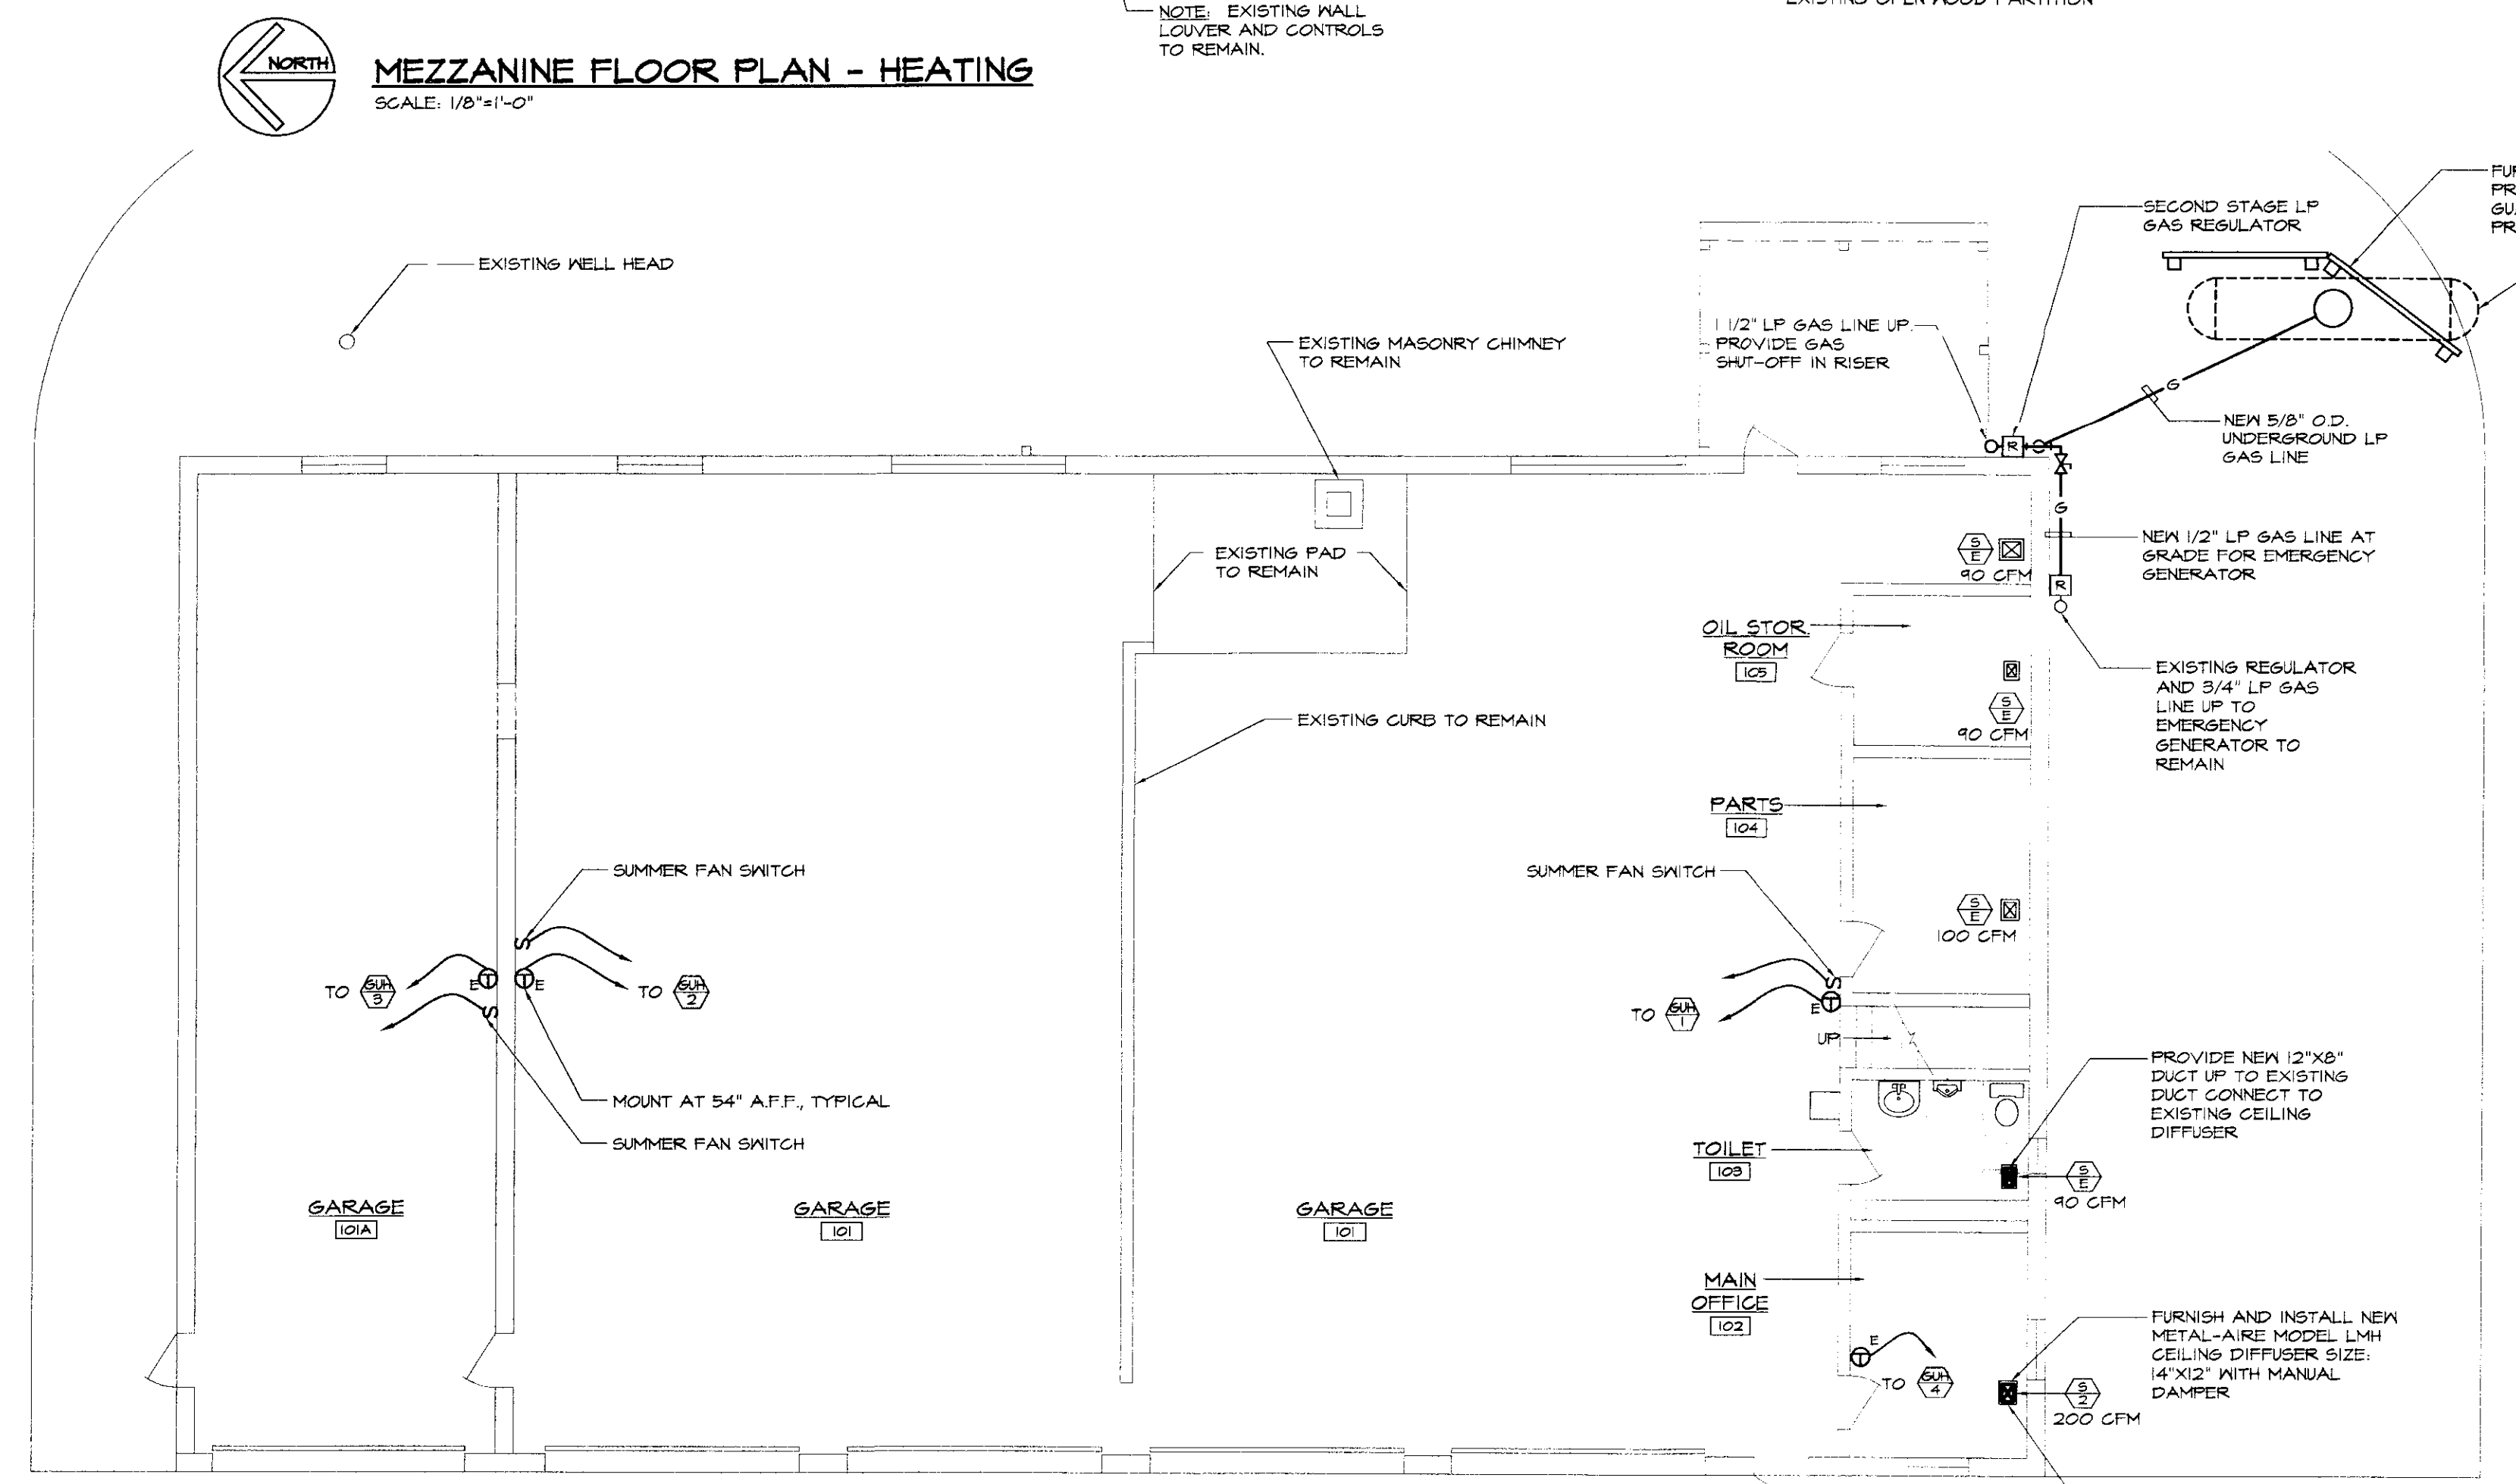 NOTE: EXISTING WALL
LOUVER AND CONTROLS
TO REMAIN.
EXISTING OPEN WOOD PARTITION
NORTH
MEZZANINE FLOOR PLAN - HEATING
SCALE: 1/8"=1'-0"
EXISTING WELL HEAD
EXISTING MASONRY CHIMNEY
TO REMAIN
1 1/2" LP GAS LINE UP.
PROVIDE GAS
SHUT-OFF IN RISER
SECOND STAGE LP
GAS REGULATOR
G
NEW 5/8" O.D.
UNDERGROUND LP
GAS LINE
R
G
NEW 1/2" LP GAS LINE AT
GRADE FOR EMERGENCY
GENERATOR
R
EXISTING REGULATOR
AND 3/4" LP GAS
LINE UP TO
EMERGENCY
GENERATOR TO
REMAIN
EXISTING PAD
TO REMAIN
EXISTING CURB TO REMAIN
S
E
90 CFM
OIL STOR.
ROOM
105
S
E
90 CFM
PARTS
104
S
E
100 CFM
SUMMER FAN SWITCH
S
T
E
TO GUH
1
UP
SUMMER FAN SWITCH
S
T
E
TO GUH
2
E
T
TO GUH
3
S
MOUNT AT 54" A.F.F., TYPICAL
SUMMER FAN SWITCH
PROVIDE NEW 12"X8"
DUCT UP TO EXISTING
DUCT CONNECT TO
EXISTING CEILING
DIFFUSER
TOILET
103
S
E
90 CFM
GARAGE
101A
GARAGE
101
GARAGE
101
MAIN
OFFICE
102
T
E
TO GUH
4
FURNISH AND INSTALL NEW
METAL-AIRE MODEL LMH
CEILING DIFFUSER SIZE:
14"X12" WITH MANUAL
DAMPER
S
2
200 CFM